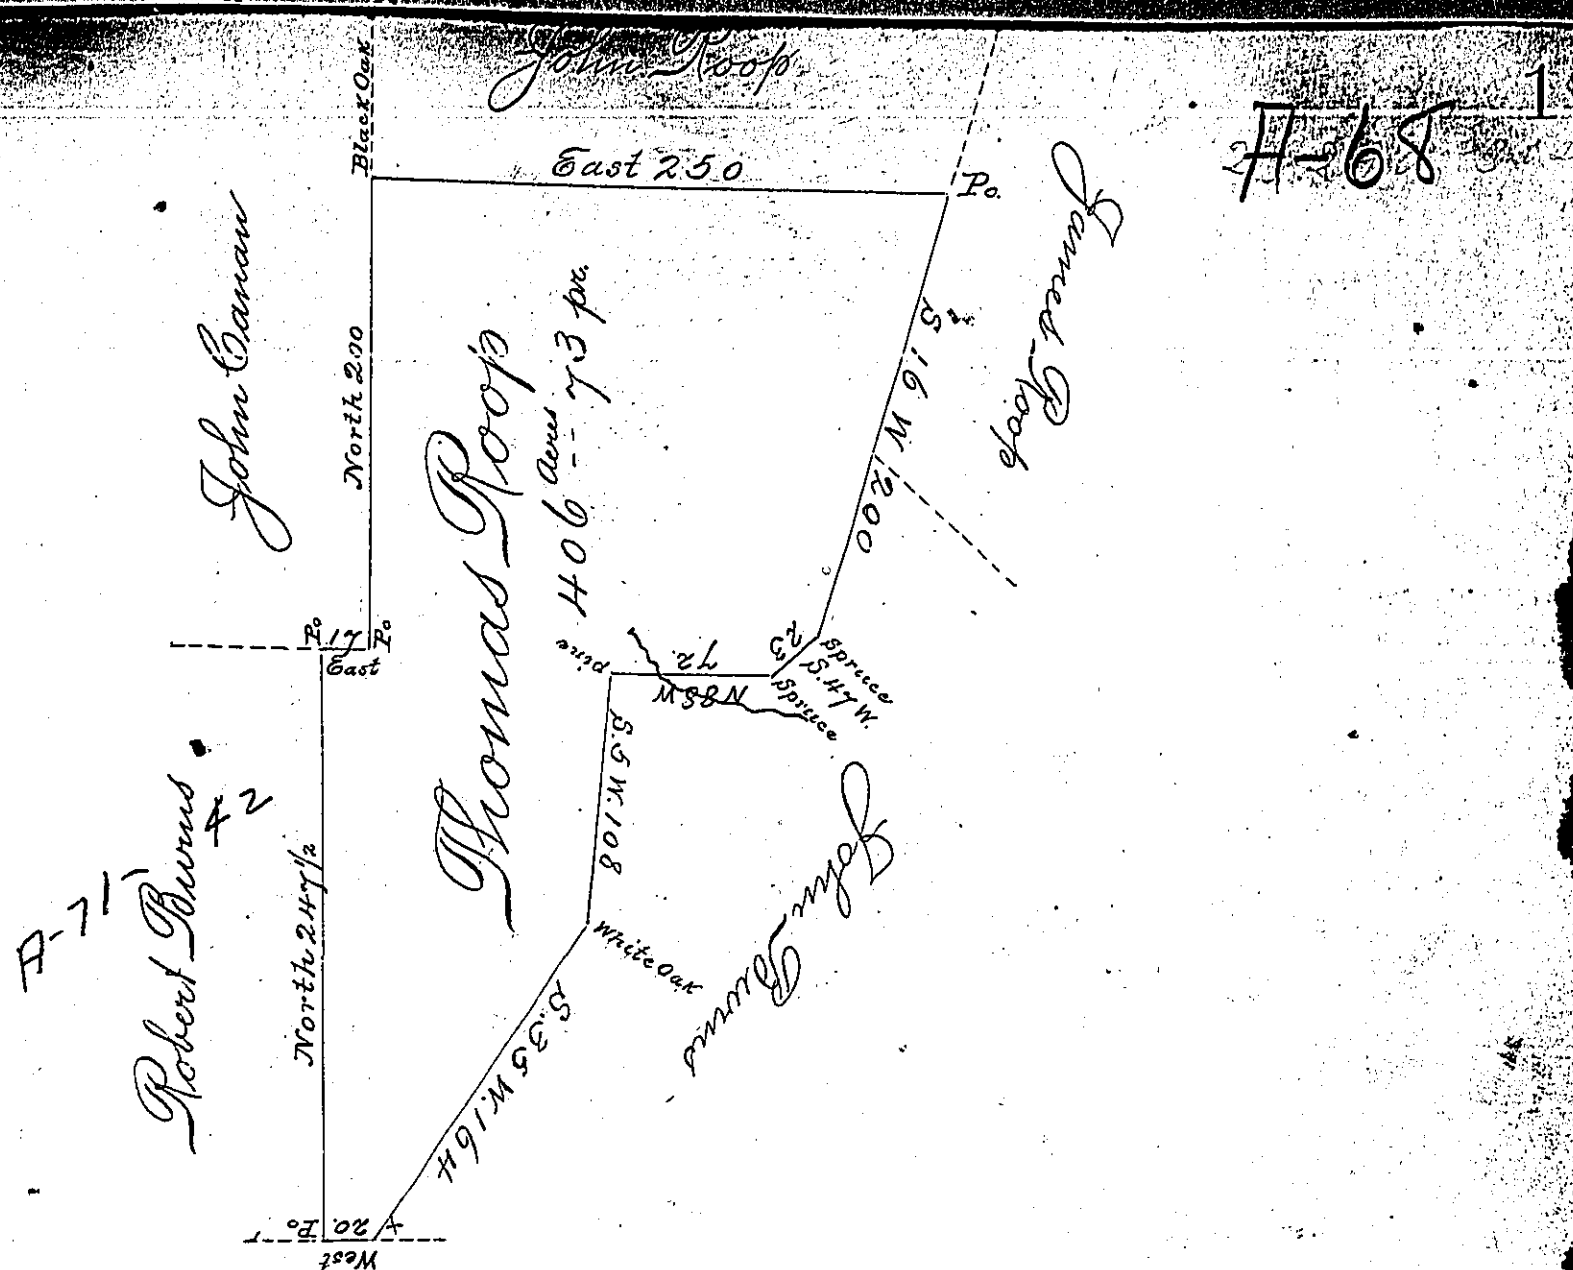 John Roop
A-68
1
Black Oak
East 250
Po.
James Roop
John Canan
North 200
S 16 W 200
Thomas Roop
406 Acres -- 73 pr.
Po 17 Po
East
pine
72
N 88 W
23
Spruce
S. 47 W.
Spruce
S. 5 W. 108
White Oak
John Burns
Robert Burns
42
A-71
North 247 1/2
S. 35 W. 164
Po 20 x
West